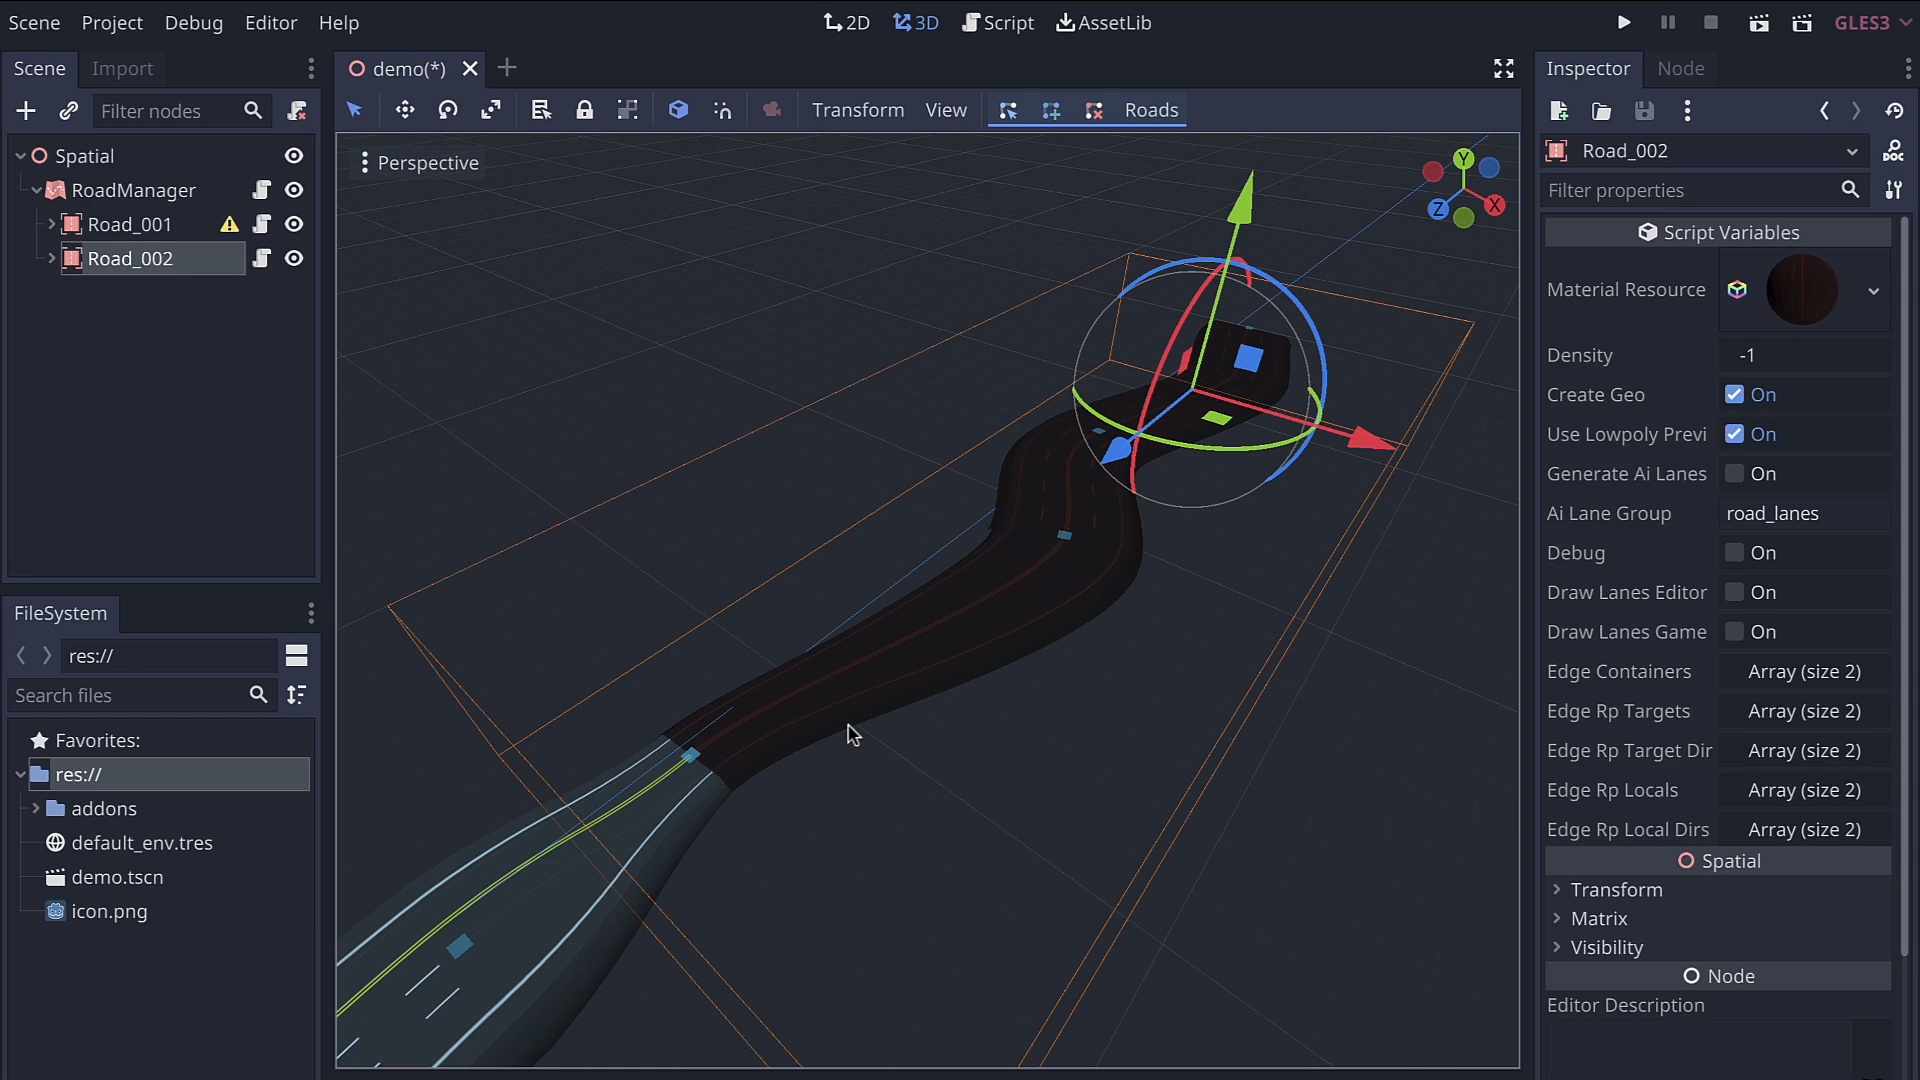 Scene Project Debug Editor Help
2D 3D Script AssetLib
GLES3
Scene Import
Filter nodes
Spatial
RoadManager
Road_001
Road_002
FileSystem
res://
Search files
Favorites:
res://
addons
default_env.tres
demo.tscn
icon.png
demo(*)
Transform View Roads
Perspective
Y
X
Z
Inspector Node
Road_002
Filter properties
Script Variables
Material Resource
Density -1
Create Geo On
Use Lowpoly Previ On
Generate Ai Lanes On
Ai Lane Group road_lanes
Debug On
Draw Lanes Editor On
Draw Lanes Game On
Edge Containers Array (size 2)
Edge Rp Targets Array (size 2)
Edge Rp Target Dir Array (size 2)
Edge Rp Locals Array (size 2)
Edge Rp Local Dirs Array (size 2)
Spatial
Transform
Matrix
Visibility
Node
Editor Description